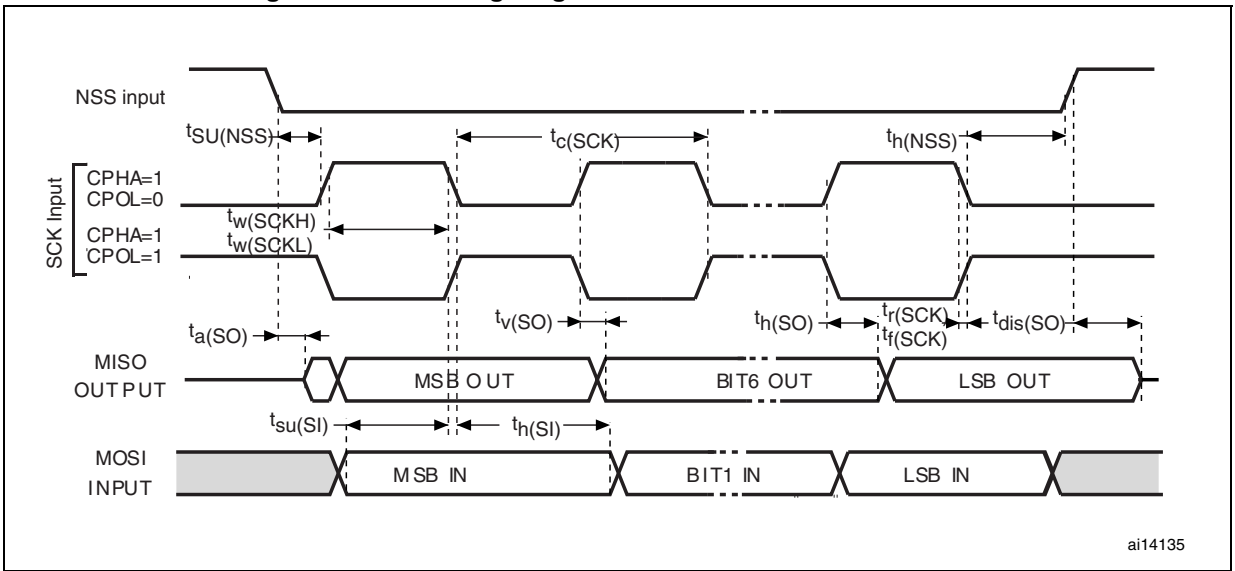 NSS input
tSU(NSS)
tc(SCK)
th(NSS)
SCK Input
CPHA=1
CPOL=0
tw(SCKH)
tw(SCKL)
CPHA=1
CPOL=1
ta(SO)
tv(SO)
th(SO)
tr(SCK)
tf(SCK)
tdis(SO)
MISO
OUTPUT
MSB OUT
BIT6 OUT
LSB OUT
tsu(SI)
th(SI)
MOSI
INPUT
MSB IN
BIT1 IN
LSB IN
ai14135